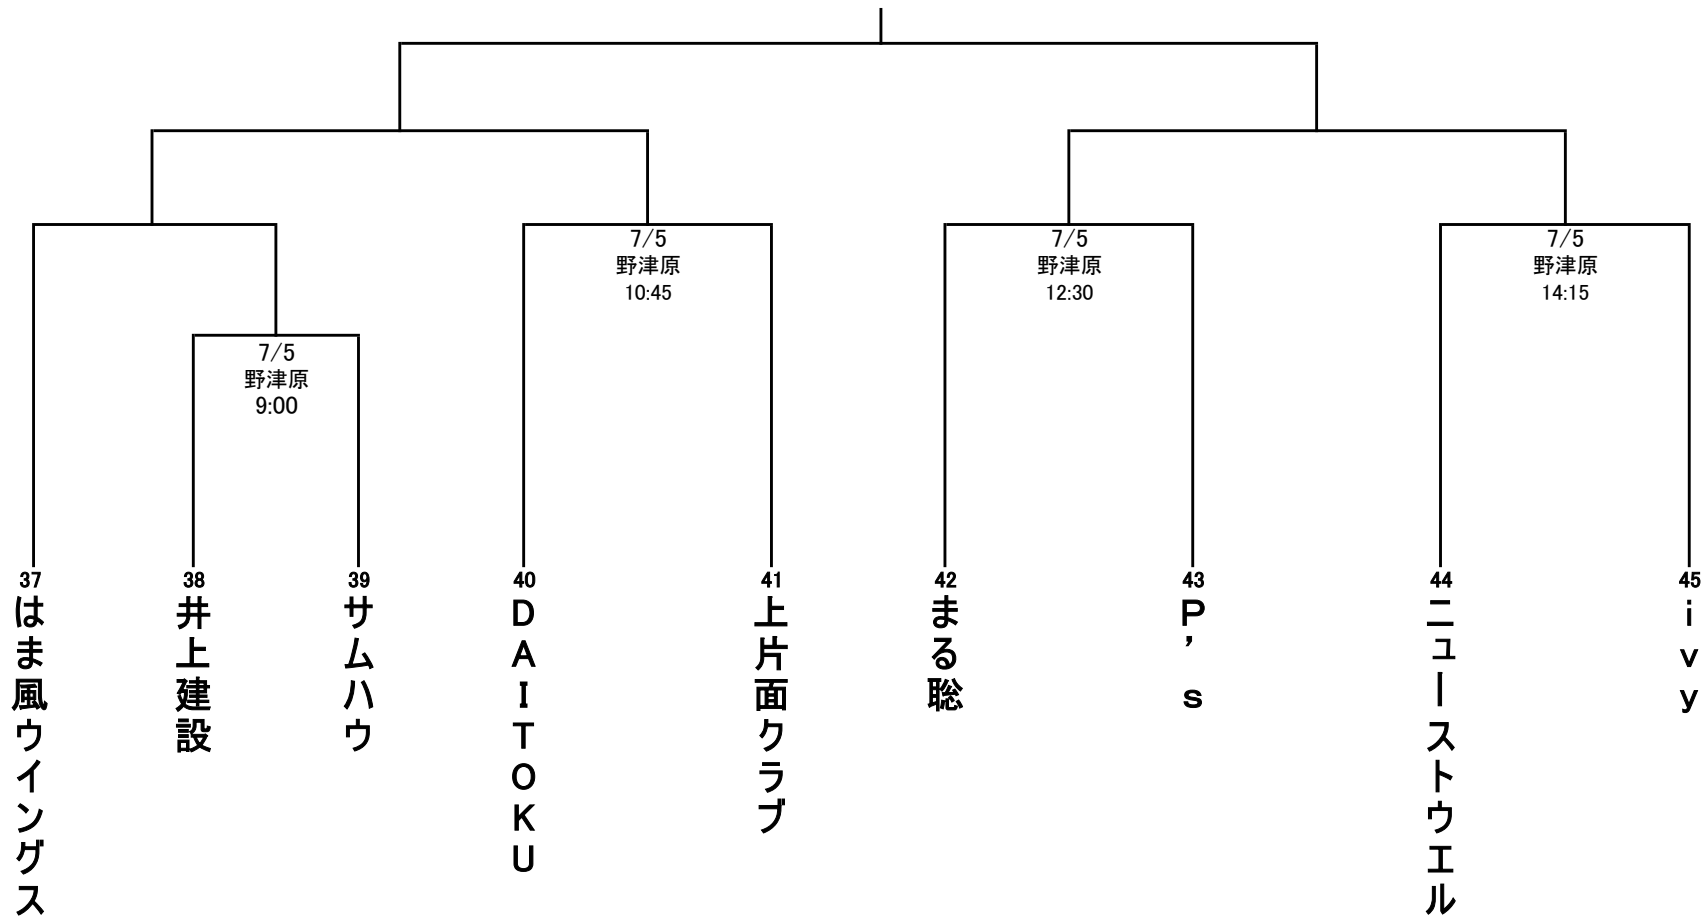 7/5
野津原
10:45
7/5
野津原
12:30
7/5
野津原
14:15
7/5
野津原
9:00
37
はま風ウイングス
38
井上建設
39
サムハウ
40
ＤＡＩＴＯＫＵ
41
上片面クラブ
42
まる聡
43
Ｐ’ｓ
44
ニューストウエル
45
ｉｖｙ